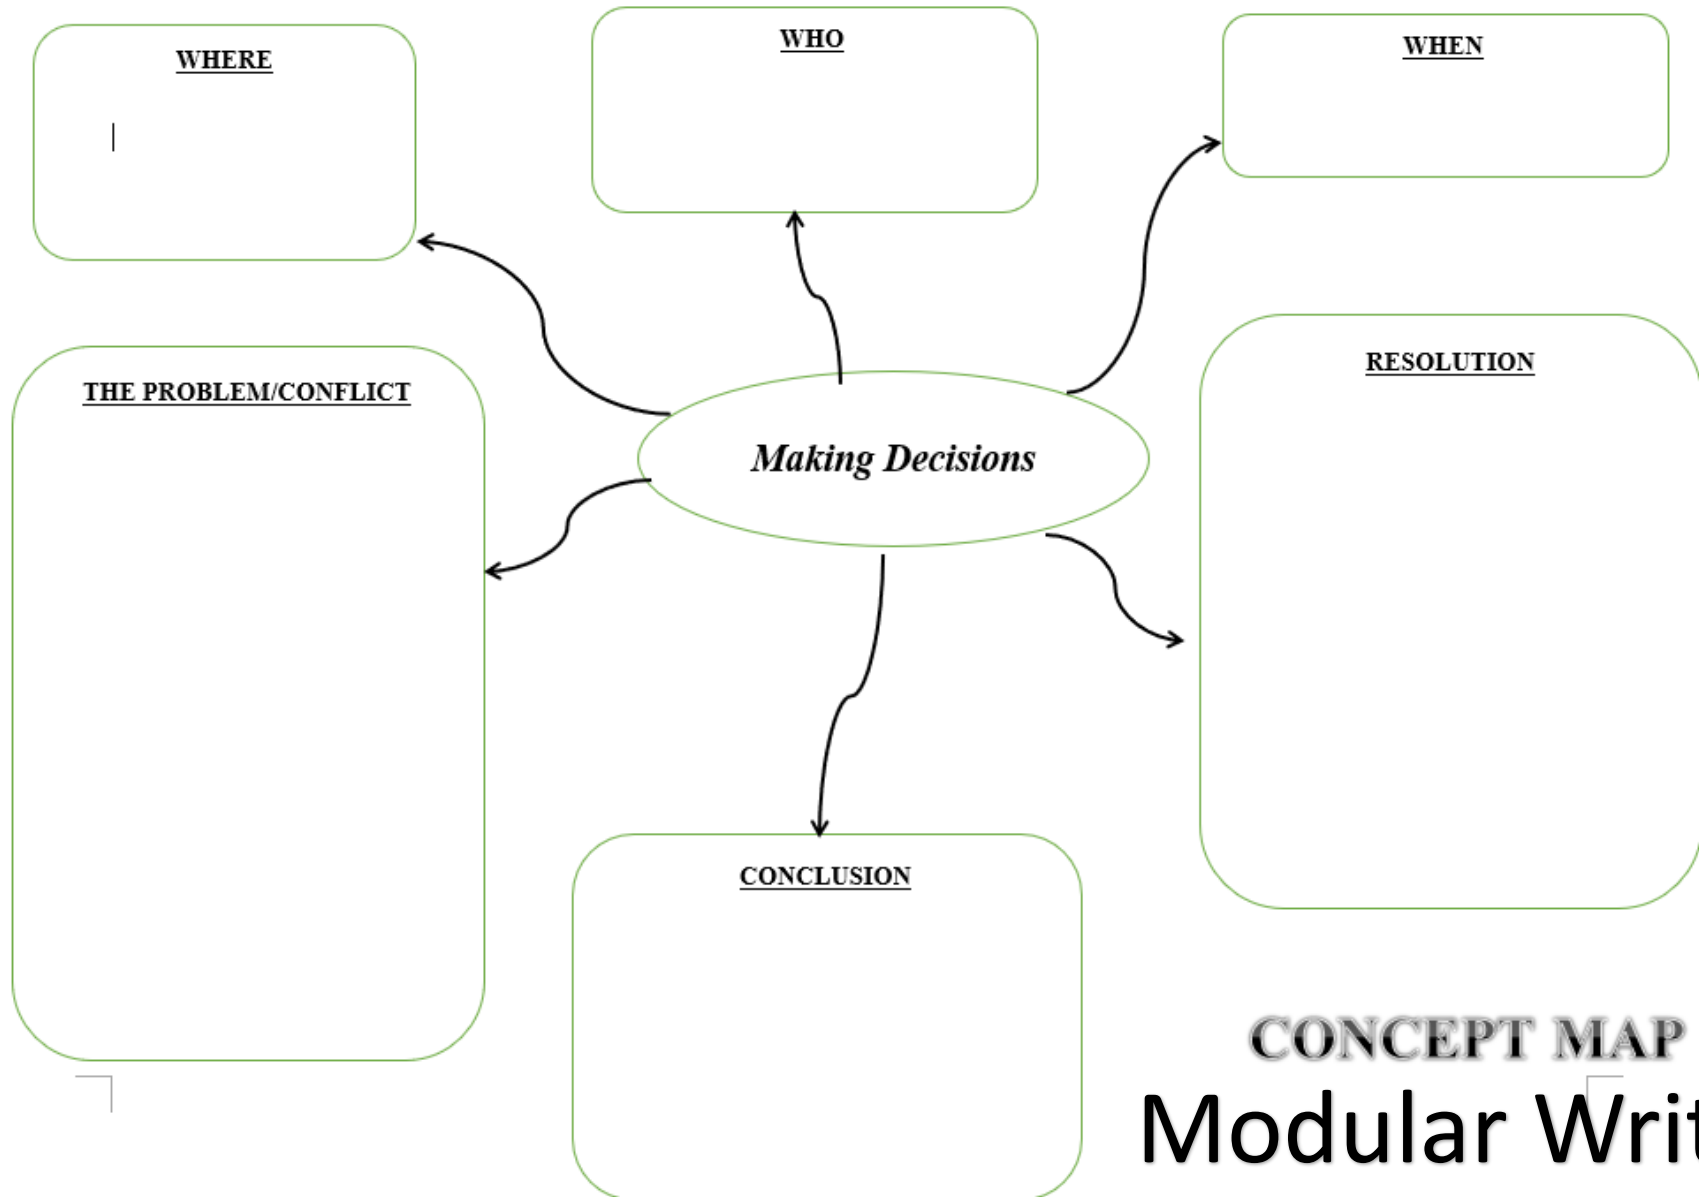 WHERE
WHO
WHEN
THE PROBLEM/CONFLICT
RESOLUTION
Making Decisions
CONCLUSION
CONCEPT MAP
Modular Writ